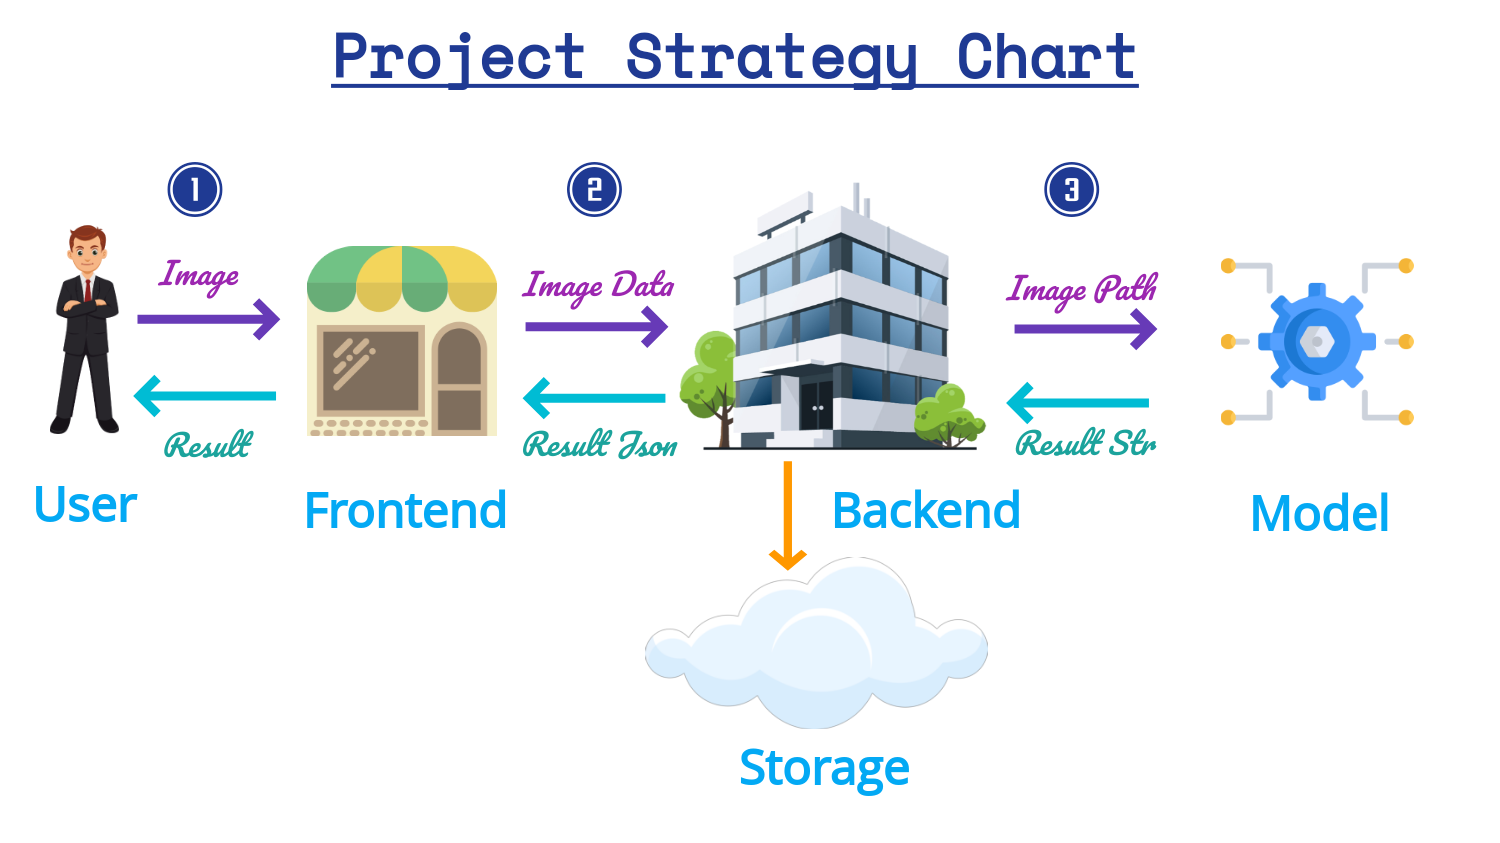 Project Strategy Chart
1
2
3
Image
Image Data
Image Path
Result
Result Json
Result Str
User
Frontend
Backend
Model
Storage